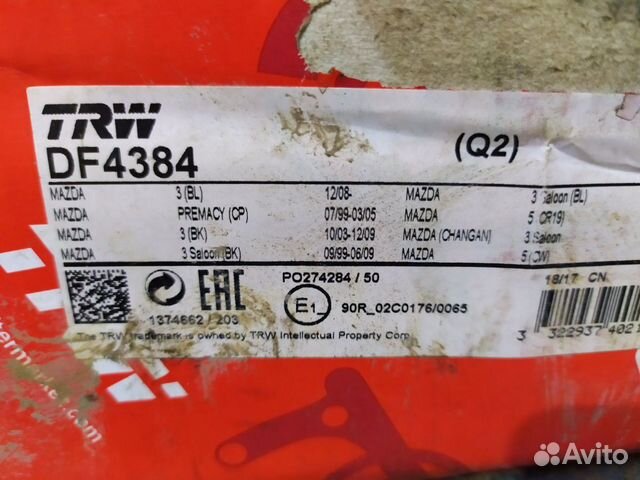 TRW
DF4384
(Q2)
MAZDA 3 (BL) 12/08- MAZDA 3 Saloon (BL)
MAZDA PREMACY (CP) 07/99-03/05 MAZDA 5 (CR19)
MAZDA 3 (BK) 10/03-12/09 MAZDA (CHANGAN) 3 Saloon
MAZDA 3 Saloon (BK) 09/99-06/09 MAZDA 5 (CW)
PO274284 / 50
18/17 CN
EAC
E1
90R_02C0176/0065
1374662 / 203
3 322937 402
The TRW trademark is owned by TRW Intellectual Property Corp
.com
Avito